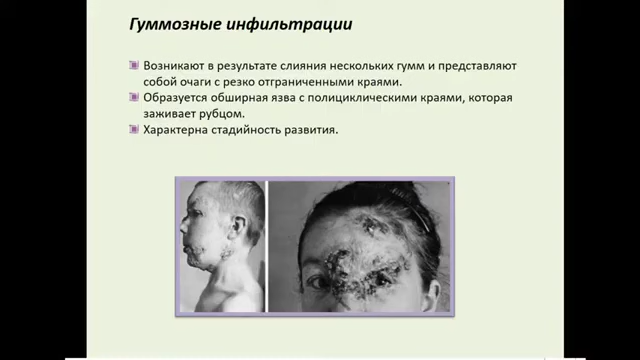 Гуммозные инфильтрации
Возникают в результате слияния нескольких гумм и представляют
собой очаги с резко отграниченными краями.
Образуется обширная язва с полициклическими краями, которая
заживает рубцом.
Характерна стадийность развития.